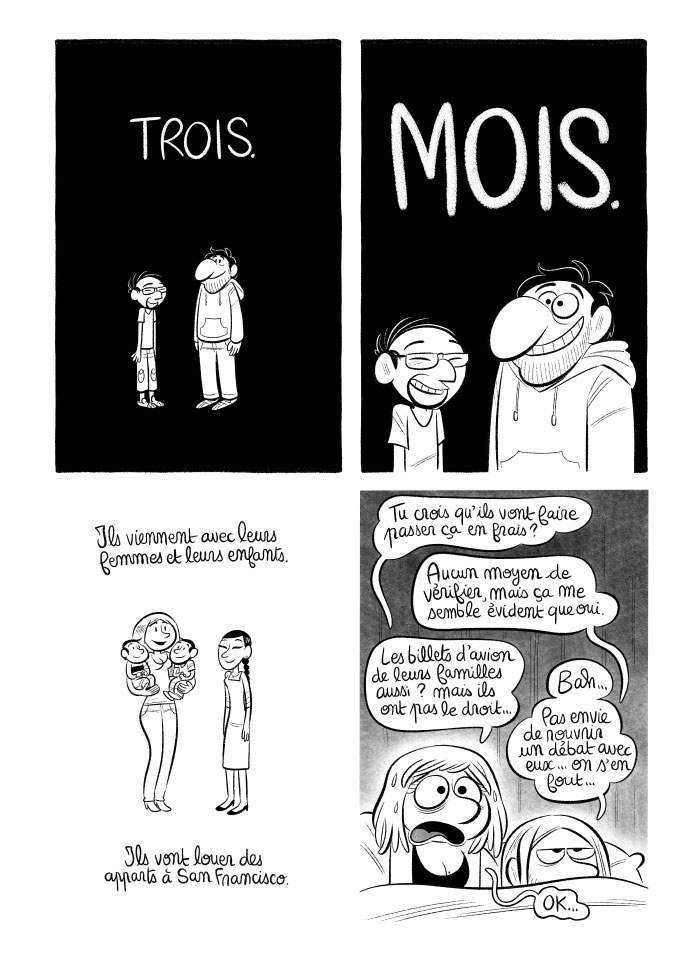 TROIS.
MOIS.
Ils viennent avec leurs
femmes et leurs enfants.
Ils vont louer des
apparts à San Francisco.
Tu crois qu'ils vont faire
passer ça en frais ?
Aucun moyen de
vérifier, mais ça me
semble évident que oui.
Les billets d'avion
de leurs familles
aussi ? mais ils
ont pas le droit...
Bah...
Pas envie
de rouvrir
un débat avec
eux... on s'en
fout...
OK...